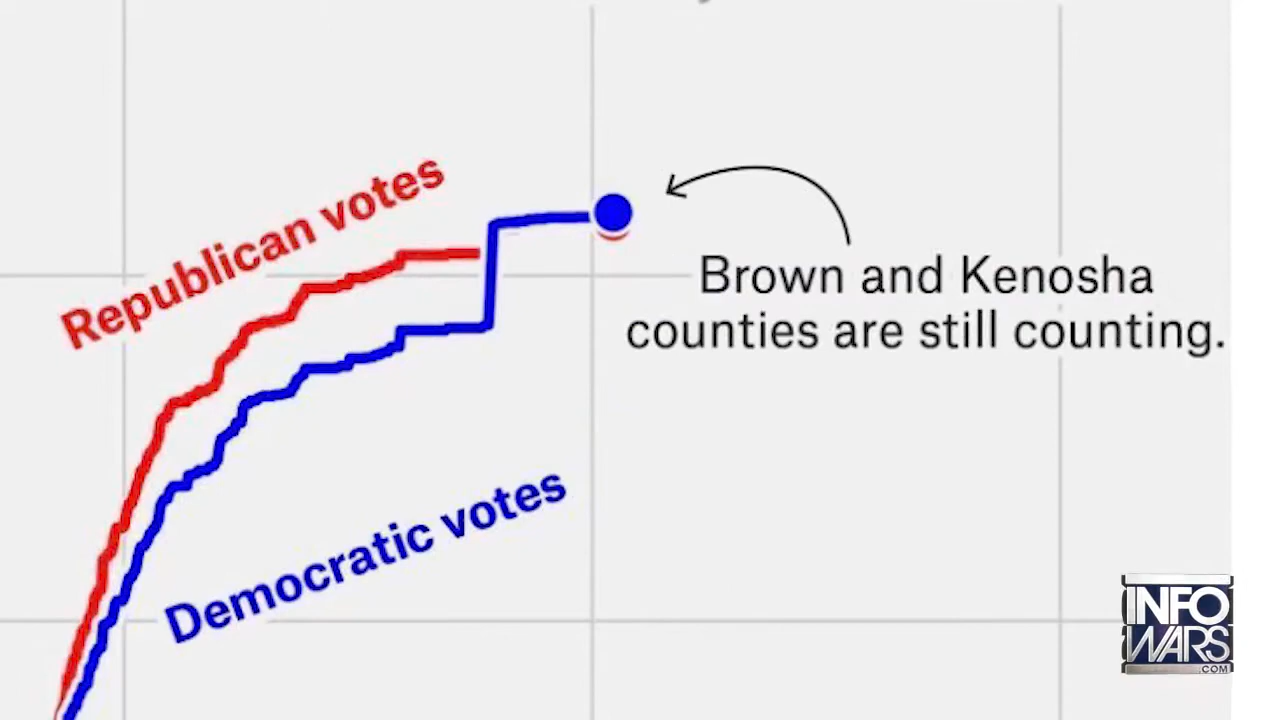 Republican votes
Brown and Kenosha
counties are still counting.
Democratic votes
INFO
WARS
.COM